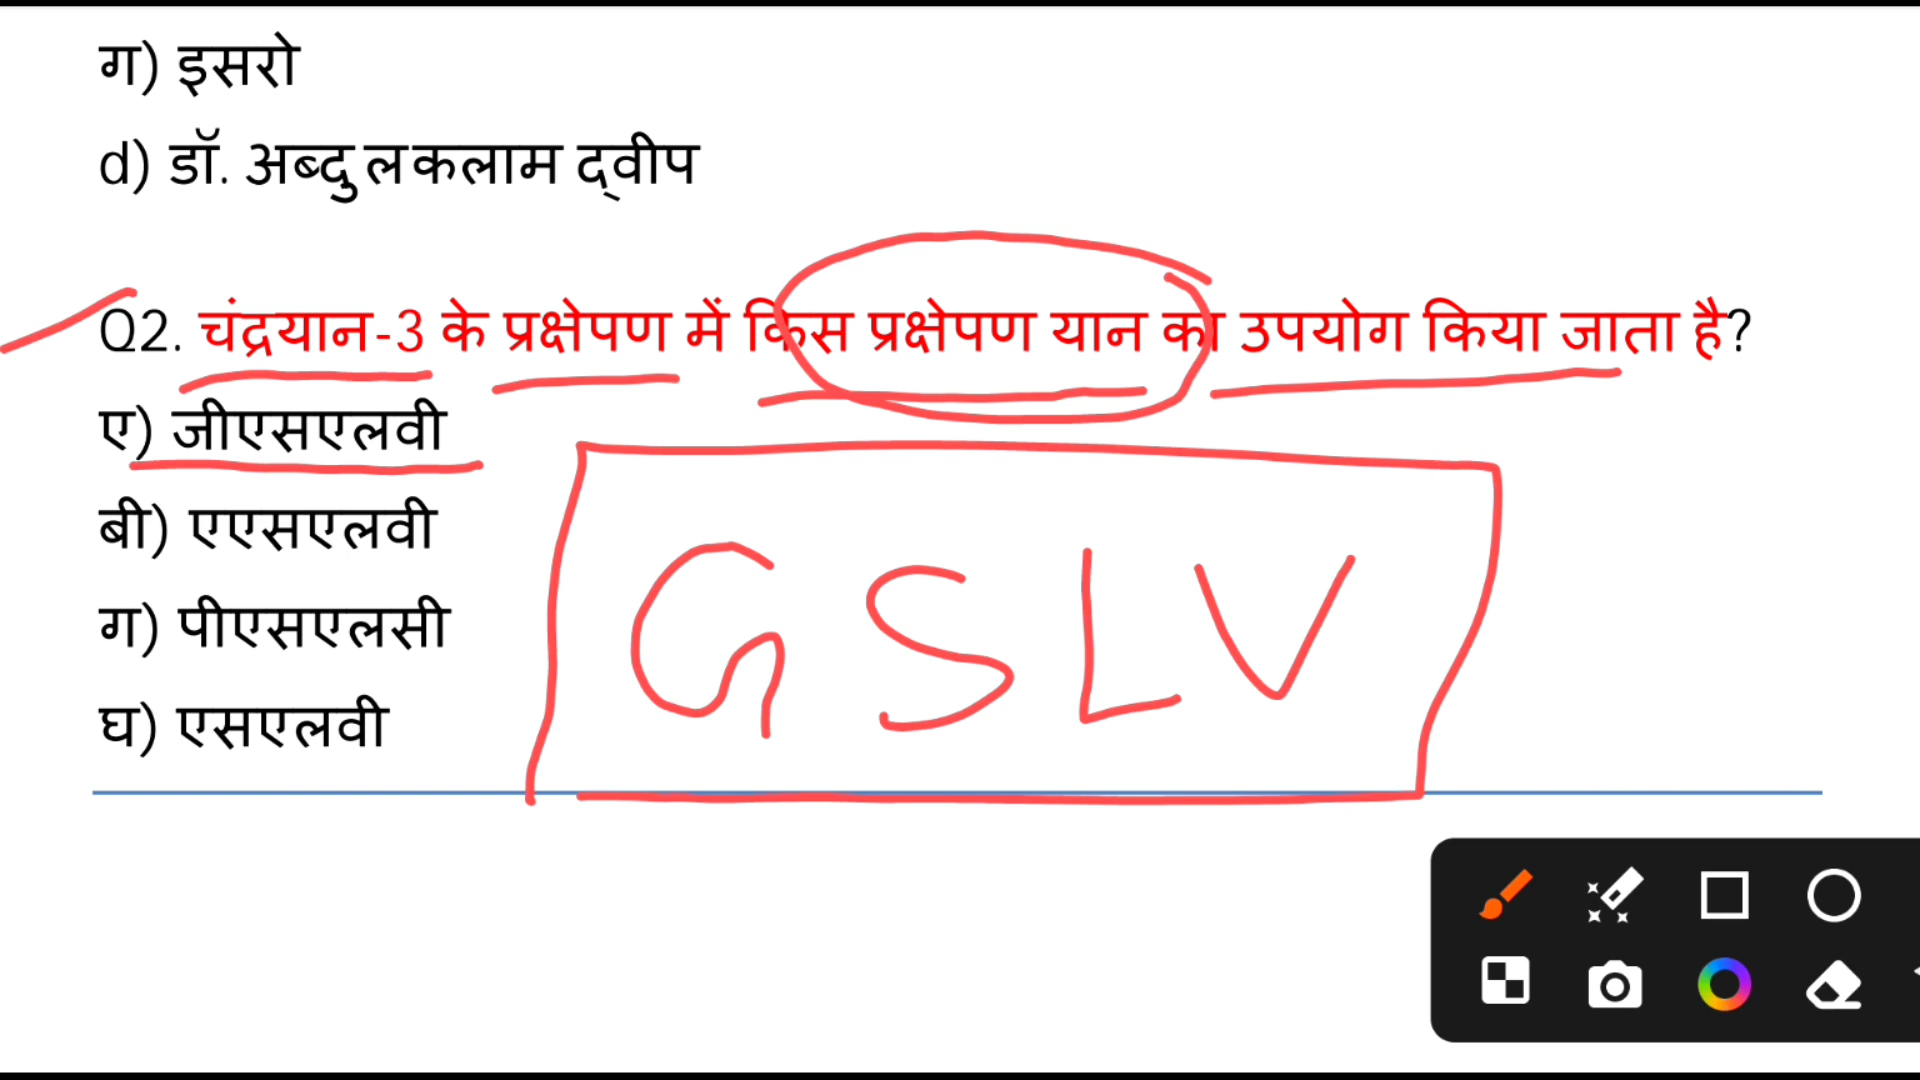 ग) इसरो
d) डॉ. अब्दुलकलाम द्वीप
Q2. चंद्रयान-3 के प्रक्षेपण में किस प्रक्षेपण यान का उपयोग किया जाता है?
ए) जीएसएलवी
बी) एएसएलवी
ग) पीएसएलसी
घ) एसएलवी
GSLV